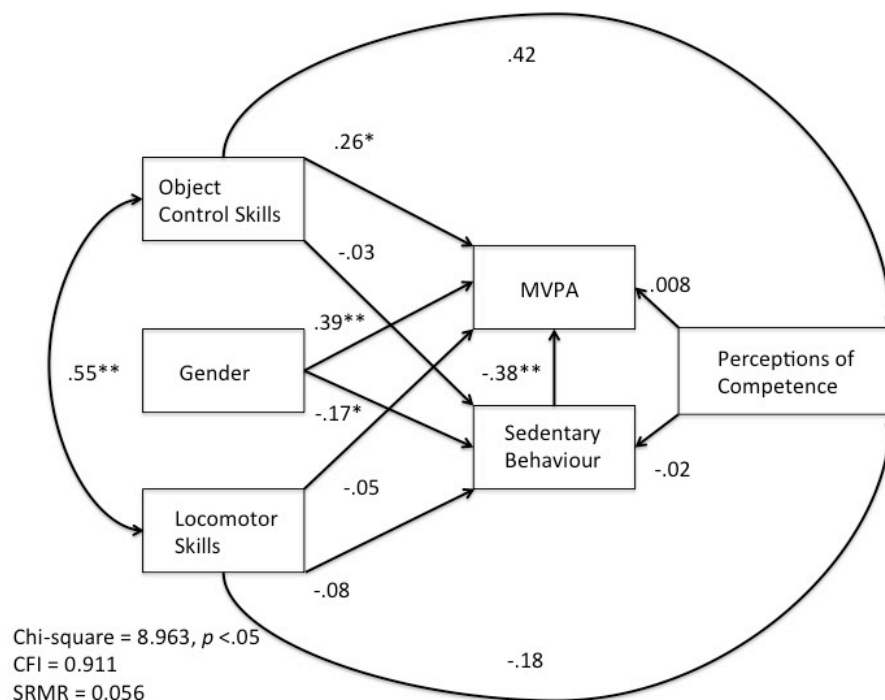 .42
.26*
Object
Control Skills
-.03
MVPA
.008
.39**
.55**
Gender
-.38**
Perceptions of
Competence
-.17*
Sedentary
Behaviour
-.02
-.05
Locomotor
Skills
-.08
Chi-square = 8.963, p <.05
CFI = 0.911
SRMR = 0.056
-.18